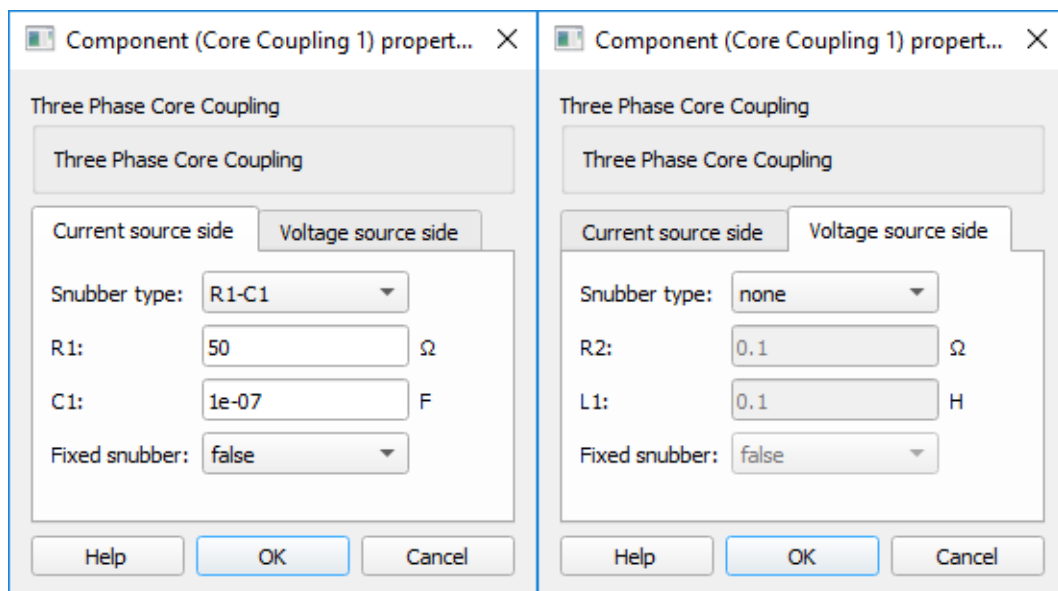 Component (Core Coupling 1) propert...
Three Phase Core Coupling
Three Phase Core Coupling
Current source side Voltage source side
Snubber type: R1-C1
R1: 50 Ω
C1: 1e-07 F
Fixed snubber: false
Help OK Cancel
Component (Core Coupling 1) propert...
Three Phase Core Coupling
Three Phase Core Coupling
Current source side Voltage source side
Snubber type: none
R2: 0.1 Ω
L1: 0.1 H
Fixed snubber: false
Help OK Cancel